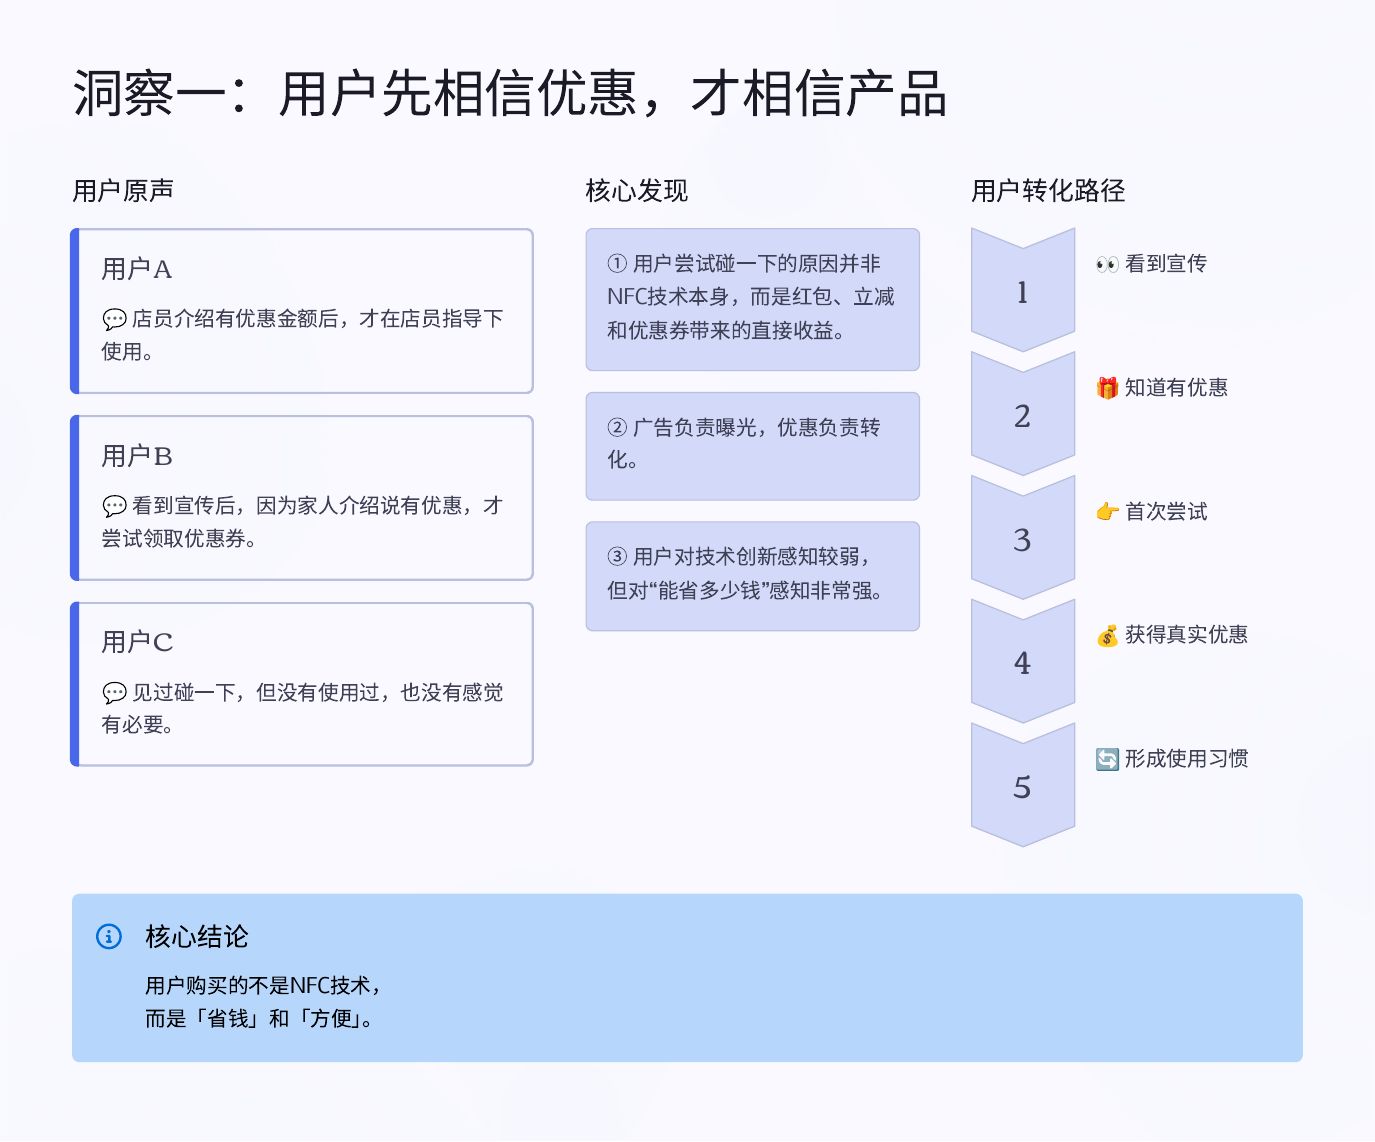 洞察一：用户先相信优惠，才相信产品
用户原声
用户A
💬 店员介绍有优惠金额后，才在店员指导下
使用。
用户B
💬 看到宣传后，因为家人介绍说有优惠，才
尝试领取优惠券。
用户C
💬 见过碰一下，但没有使用过，也没有感觉
有必要。
核心发现
① 用户尝试碰一下的原因并非
NFC技术本身，而是红包、立减
和优惠券带来的直接收益。
② 广告负责曝光，优惠负责转
化。
③ 用户对技术创新感知较弱，
但对“能省多少钱”感知非常强。
用户转化路径
1
👀 看到宣传
2
🎁 知道有优惠
3
👉 首次尝试
4
💰 获得真实优惠
5
🔄 形成使用习惯
核心结论
用户购买的不是NFC技术，
而是「省钱」和「方便」。